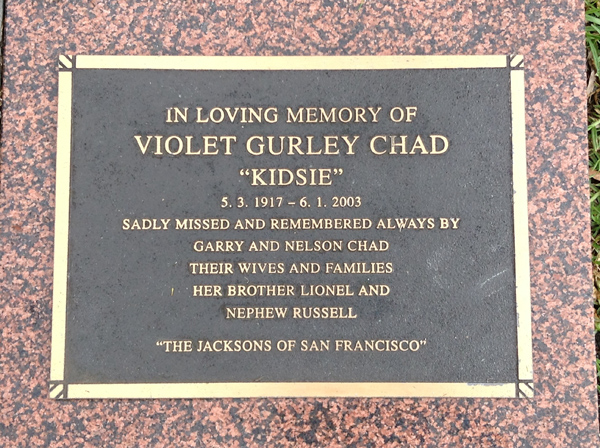 IN LOVING MEMORY OF
VIOLET GURLEY CHAD
“KIDSIE”
5. 3. 1917 – 6. 1. 2003
SADLY MISSED AND REMEMBERED ALWAYS BY
GARRY AND NELSON CHAD
THEIR WIVES AND FAMILIES
HER BROTHER LIONEL AND
NEPHEW RUSSELL
“THE JACKSONS OF SAN FRANCISCO”